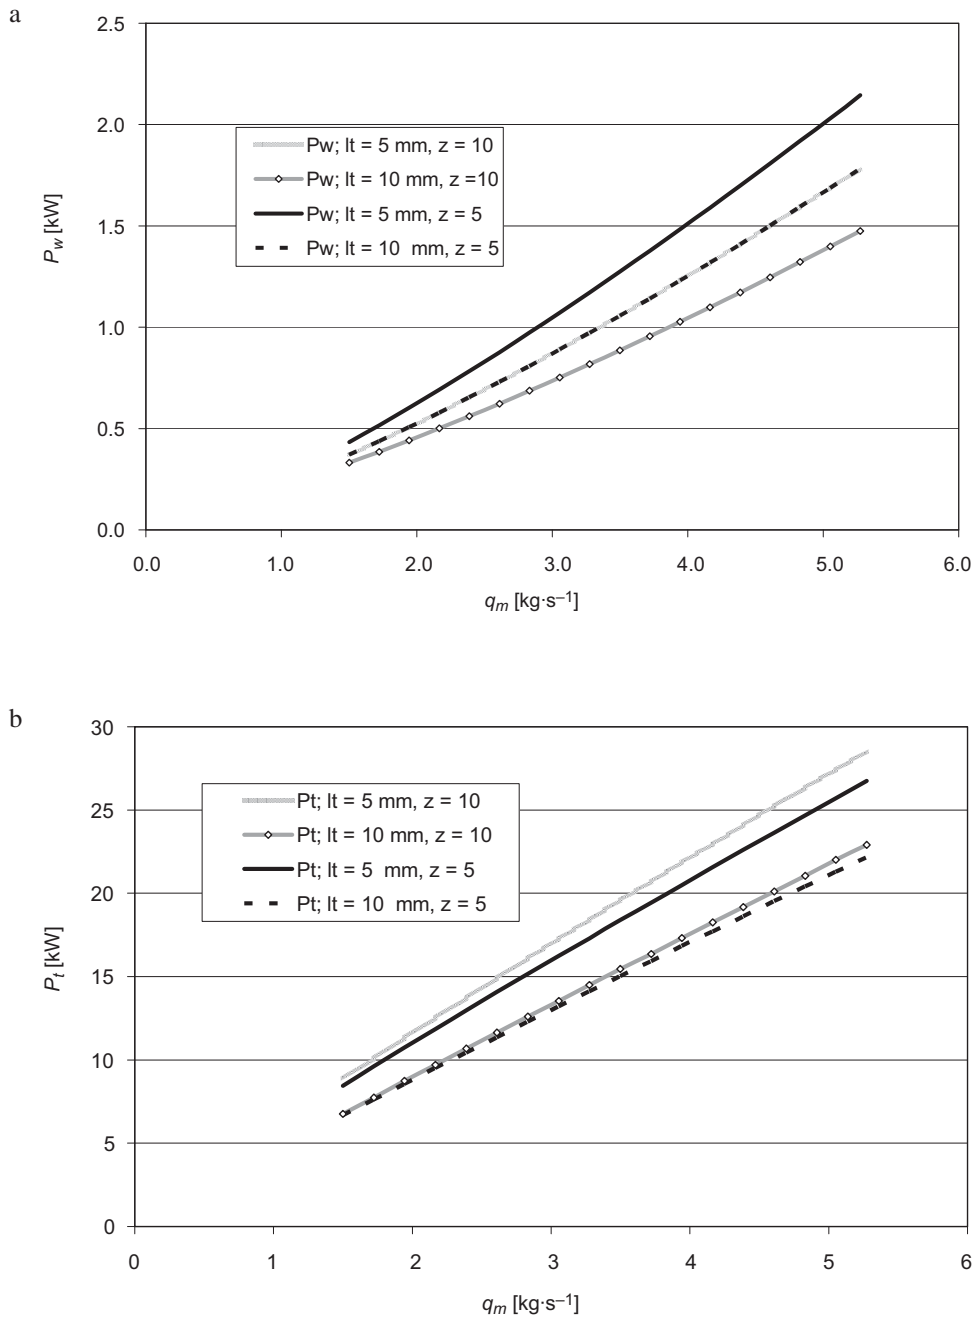 a
2.5
2.0
1.5
1.0
0.5
0.0
P_w [kW]
Pw; lt = 5 mm, z = 10
Pw; lt = 10 mm, z =10
Pw; lt = 5 mm, z = 5
Pw; lt = 10 mm, z = 5
0.0 1.0 2.0 3.0 4.0 5.0 6.0
q_m [kg·s⁻¹]
b
30
25
20
15
10
5
0
P_t [kW]
Pt; lt = 5 mm, z = 10
Pt; lt = 10 mm, z = 10
Pt; lt = 5 mm, z = 5
Pt; lt = 10 mm, z = 5
0 1 2 3 4 5 6
q_m [kg·s⁻¹]